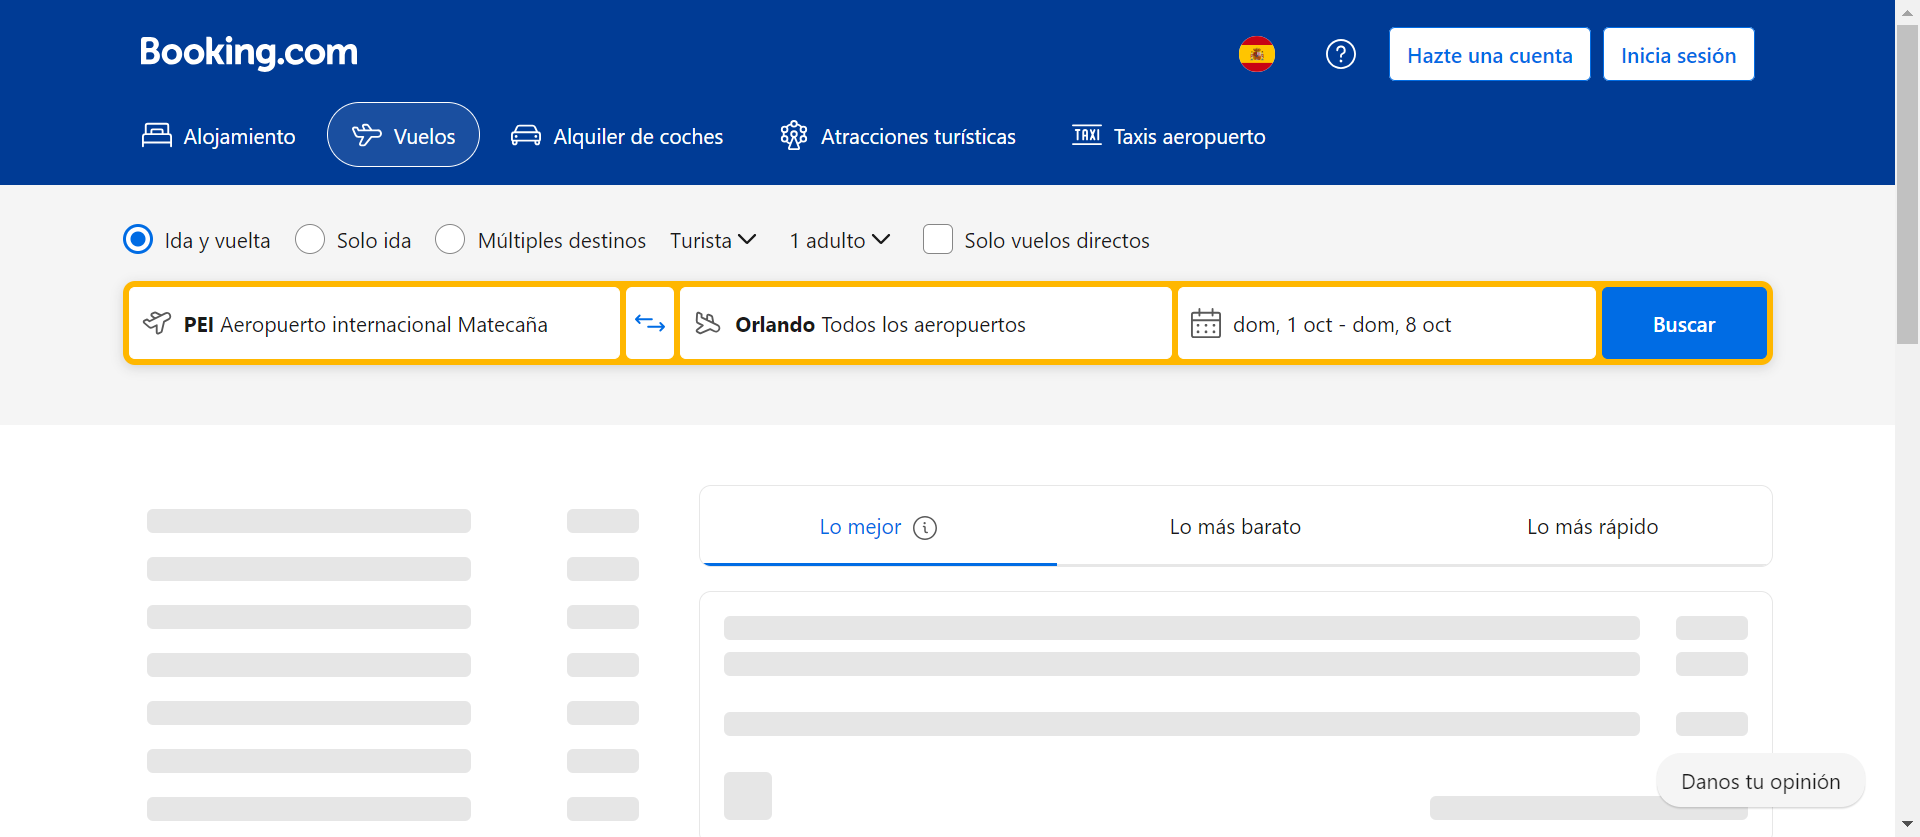 Booking.com
Hazte una cuenta
Inicia sesión
Alojamiento
Vuelos
Alquiler de coches
Atracciones turísticas
TAXI Taxis aeropuerto
Ida y vuelta
Solo ida
Múltiples destinos
Turista
1 adulto
Solo vuelos directos
PEI Aeropuerto internacional Matecaña
Orlando Todos los aeropuertos
dom, 1 oct - dom, 8 oct
Buscar
Lo mejor
Lo más barato
Lo más rápido
Danos tu opinión